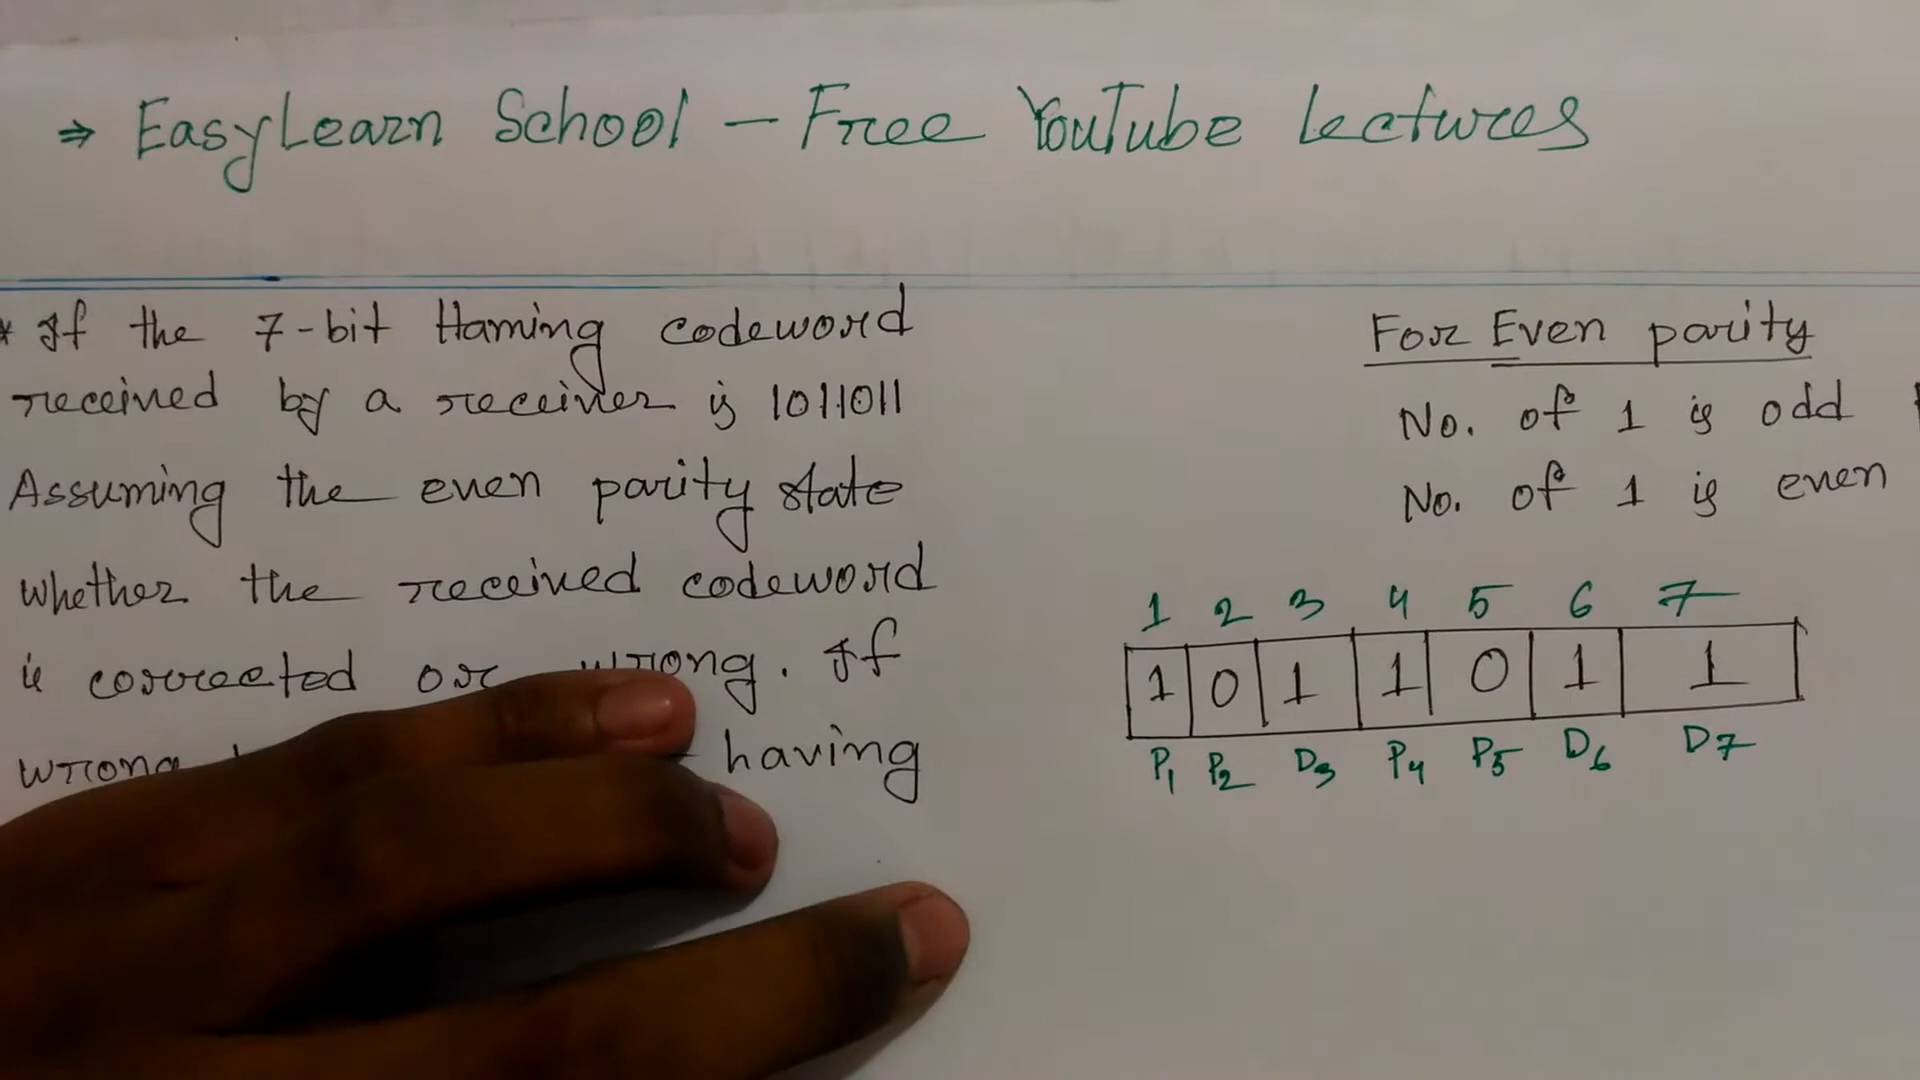 ⇒ EasyLearn School - Free YouTube Lectures
* If the 7-bit Haming codeword
received by a receiver is 1011011
Assuming the even parity state
whether the received codeword
is correcteted or wrong. If
wrong having
For Even parity
No. of 1 is odd
No. of 1 is even
1 2 3 4 5 6 7
1 0 1 1 0 1 1
P1 P2 D3 P4 P5 D6 D7